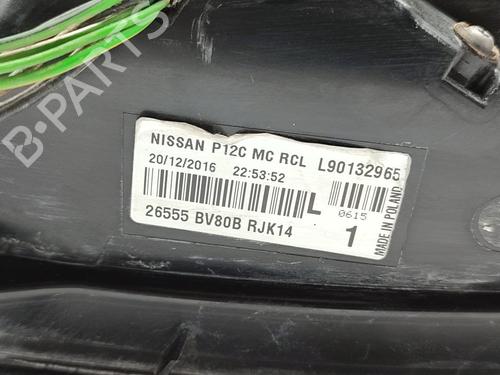 B-PARTS
NISSAN P12C MC RCL L90132965
20/12/2016 22:53:52
L
0615
26555 BV80B RJK14
1
MADE IN POLAND